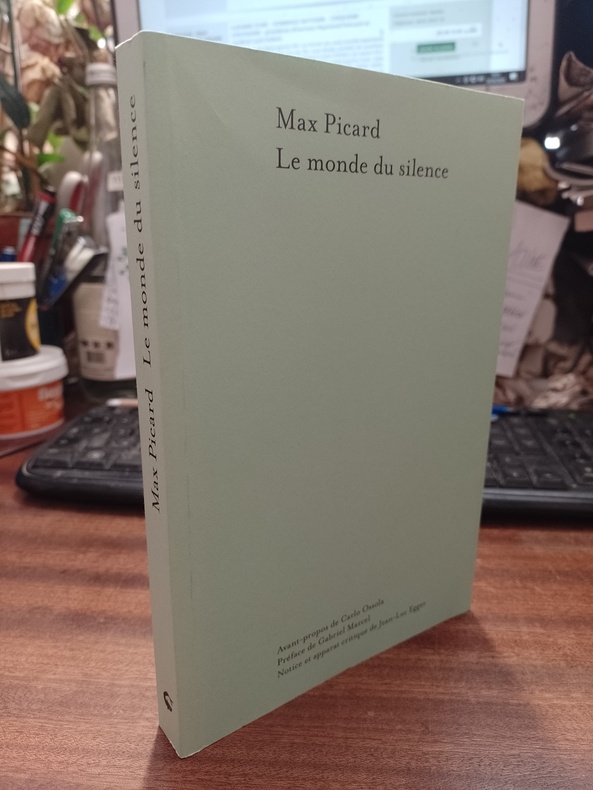 Max Picard
Le monde du silence
Max Picard Le monde du silence
Avant-propos de Carlo Ossola
Préface de Gabriel Marcel
Notice et apparat critique de Jean-Luc Egger